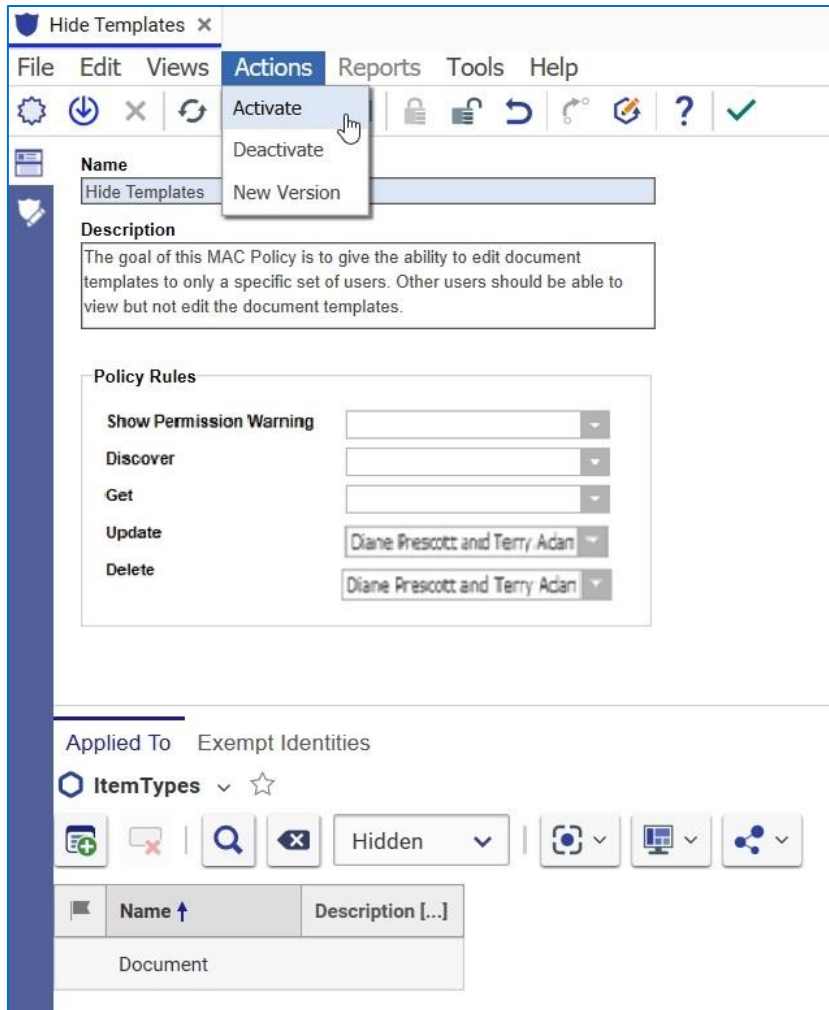 Hide Templates
File Edit Views Actions Reports Tools Help
Activate
Deactivate
New Version
Name
Hide Templates
Description
The goal of this MAC Policy is to give the ability to edit document
templates to only a specific set of users. Other users should be able to
view but not edit the document templates.
Policy Rules
Show Permission Warning
Discover
Get
Update Diane Prescott and Terry Adam
Delete Diane Prescott and Terry Adam
Applied To Exempt Identities
ItemTypes
Hidden
Name Description [...]
Document